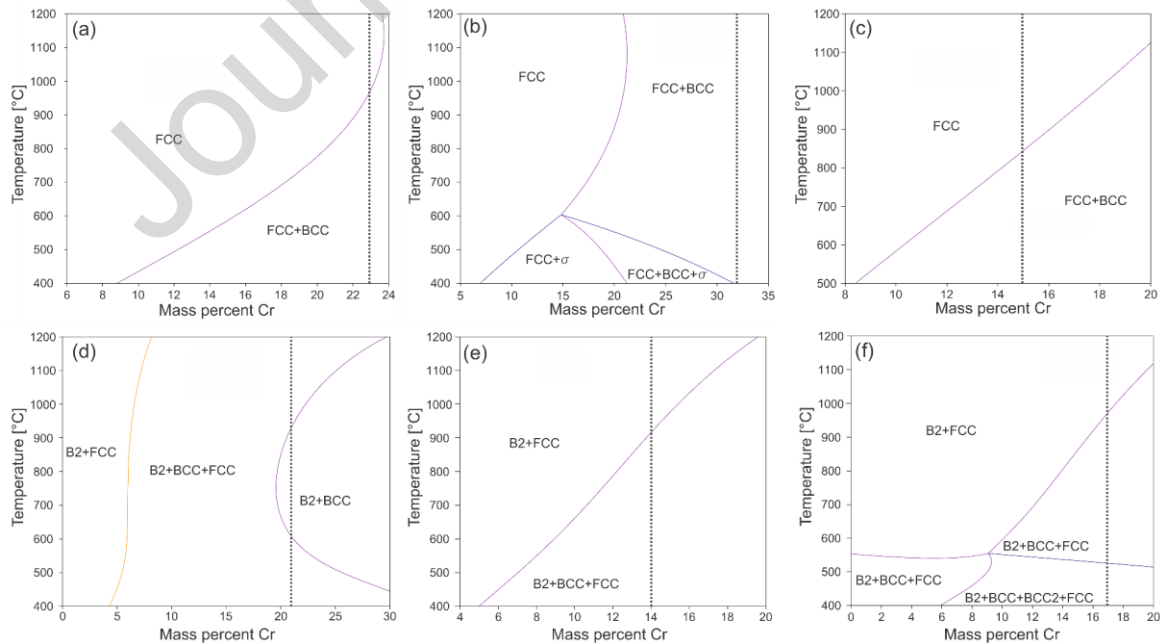 Journ
(a)
Temperature [°C]
1200
1100
1000
900
800
700
600
500
400
FCC
FCC+BCC
6 8 10 12 14 16 18 20 22 24
Mass percent Cr
(b)
Temperature [°C]
1200
1100
1000
900
800
700
600
500
400
FCC
FCC+BCC
FCC+σ
FCC+BCC+σ
5 10 15 20 25 30 35
Mass percent Cr
(c)
Temperature [°C]
1200
1100
1000
900
800
700
600
500
FCC
FCC+BCC
8 10 12 14 16 18 20
Mass percent Cr
(d)
Temperature [°C]
1200
1100
1000
900
800
700
600
500
400
B2+FCC
B2+BCC+FCC
B2+BCC
0 5 10 15 20 25 30
Mass percent Cr
(e)
Temperature [°C]
1200
1100
1000
900
800
700
600
500
400
B2+FCC
B2+BCC+FCC
4 6 8 10 12 14 16 18 20
Mass percent Cr
(f)
Temperature [°C]
1200
1100
1000
900
800
700
600
500
400
B2+FCC
B2+BCC+FCC
B2+BCC+FCC
B2+BCC+BCC2+FCC
0 2 4 6 8 10 12 14 16 18 20
Mass percent Cr